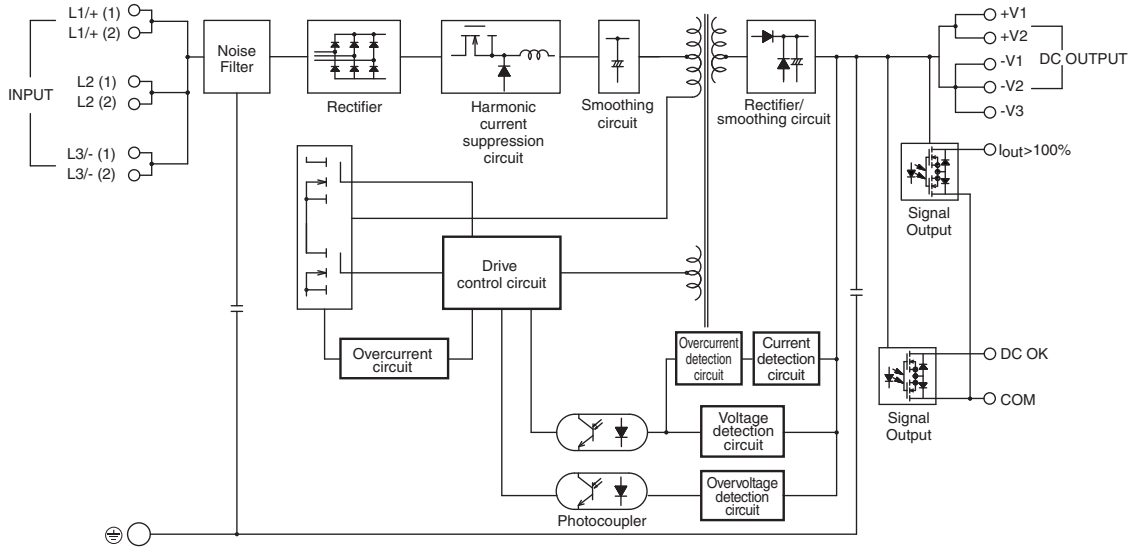 INPUT
L1/+ (1)
L1/+ (2)
L2 (1)
L2 (2)
L3/- (1)
L3/- (2)
Noise
Filter
Rectifier
Harmonic
current
suppression
circuit
Smoothing
circuit
Rectifier/
smoothing circuit
+V1
+V2
-V1
-V2
-V3
DC OUTPUT
Iout>100%
Signal
Output
Drive
control circuit
Overcurrent
circuit
Overcurrent
detection
circuit
Current
detection
circuit
DC OK
COM
Signal
Output
Voltage
detection
circuit
Overvoltage
detection
circuit
Photocoupler